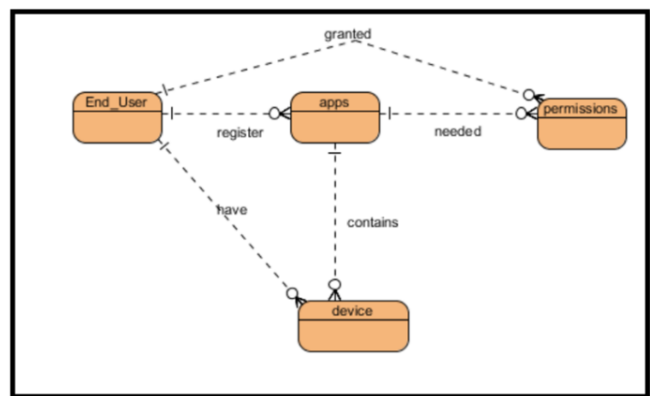 granted
End_User
apps
permissions
register
needed
have
contains
device